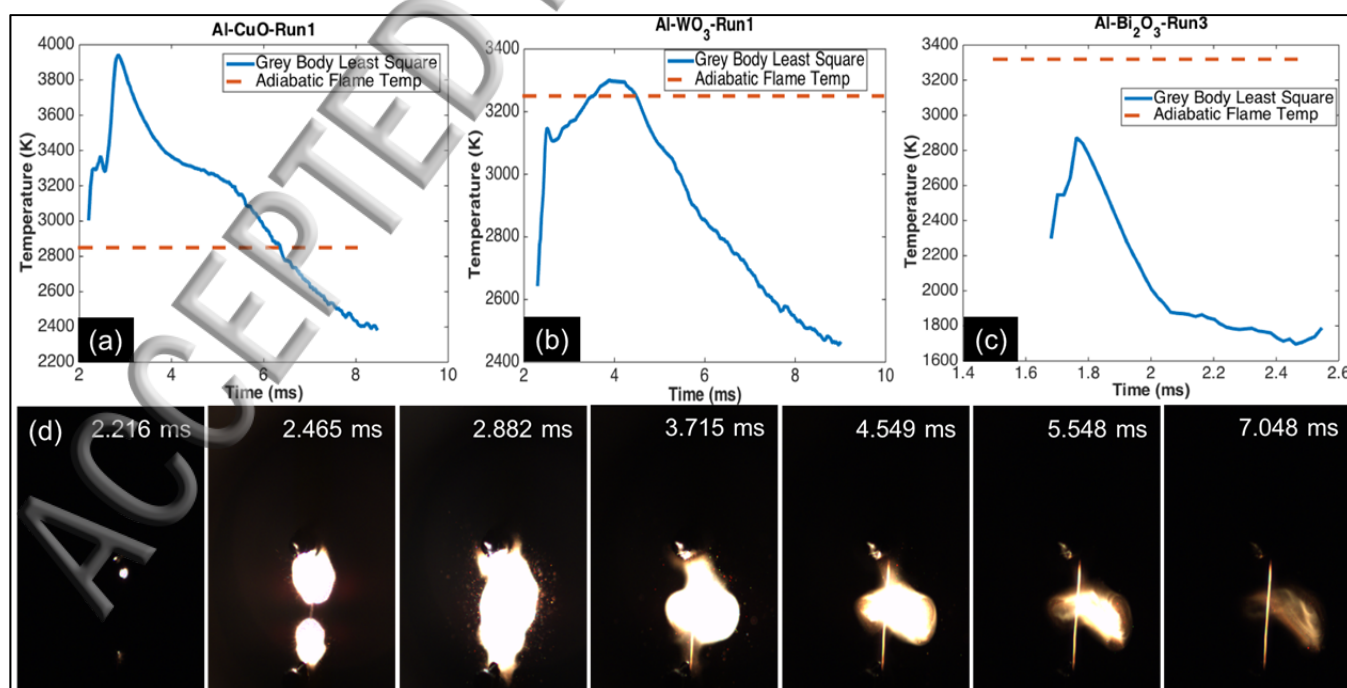 Al-CuO-Run1
4000
3800
3600
3400
3200
3000
2800
2600
2400
2200
Temperature (K)
Grey Body Least Square
Adiabatic Flame Temp
(a)
2 4 6 8 10
Time (ms)
Al-WO₃-Run1
3400
3200
3000
2800
2600
2400
Temperature (K)
Grey Body Least Square
Adiabatic Flame Temp
(b)
2 4 6 8 10
Time (ms)
Al-Bi₂O₃-Run3
3400
3200
3000
2800
2600
2400
2200
2000
1800
1600
Temperature (K)
Grey Body Least Square
Adiabatic Flame Temp
(c)
1.4 1.6 1.8 2 2.2 2.4 2.6
Time (ms)
(d) 2.216 ms 2.465 ms 2.882 ms 3.715 ms 4.549 ms 5.548 ms 7.048 ms
ACCEPTED